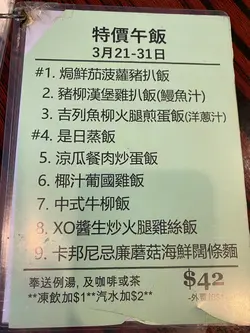 特價午飯
3月21-31日
#1. 焗鮮茄菠蘿豬扒飯
2. 豬柳漢堡雞扒飯(鰻魚汁)
3. 吉列魚柳火腿煎蛋飯(洋蔥汁)
#4. 是日蒸飯
5. 涼瓜餐肉炒蛋飯
6. 椰汁葡國雞飯
7. 中式牛柳飯
8. XO醬生炒火腿雞絲飯
9. 卡邦尼忌廉蘑菇海鮮闊條麵
奉送例湯, 及咖啡或茶
**凍飲加$1**汽水加$2**
$42